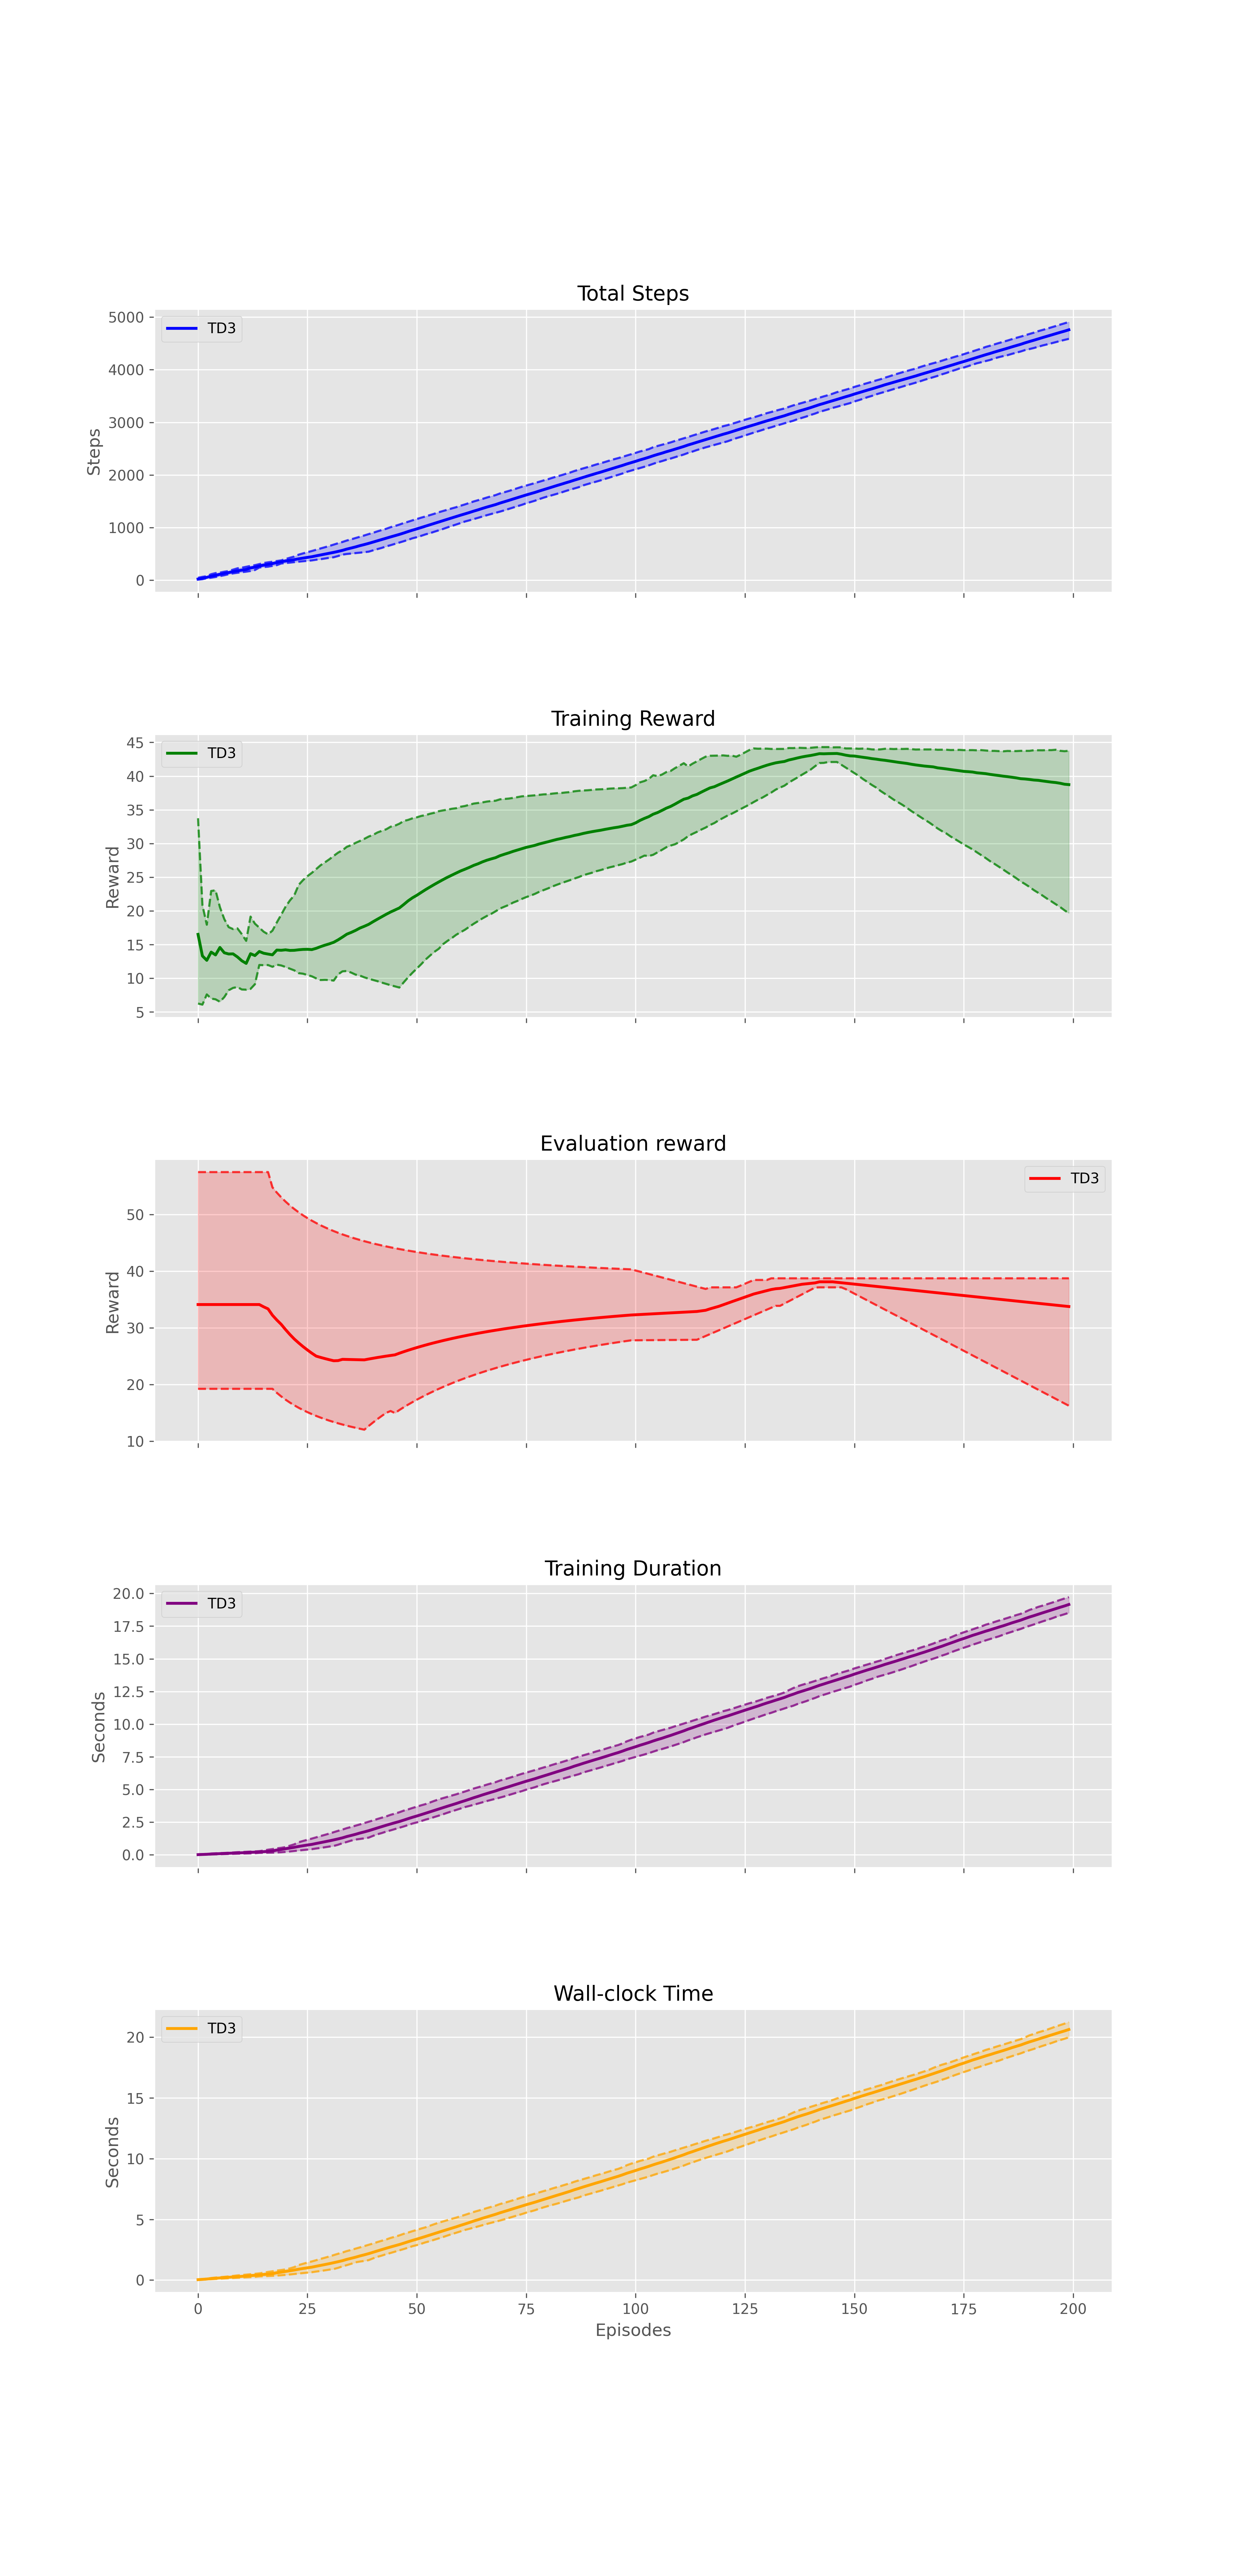 Total Steps
TD3
5000
4000
3000
2000
1000
0
Steps
Training Reward
TD3
45
40
35
30
25
20
15
10
5
Reward
Evaluation reward
TD3
50
40
30
20
10
Reward
Training Duration
TD3
20.0
17.5
15.0
12.5
10.0
7.5
5.0
2.5
0.0
Seconds
Wall-clock Time
TD3
20
15
10
5
0
Seconds
0 25 50 75 100 125 150 175 200
Episodes